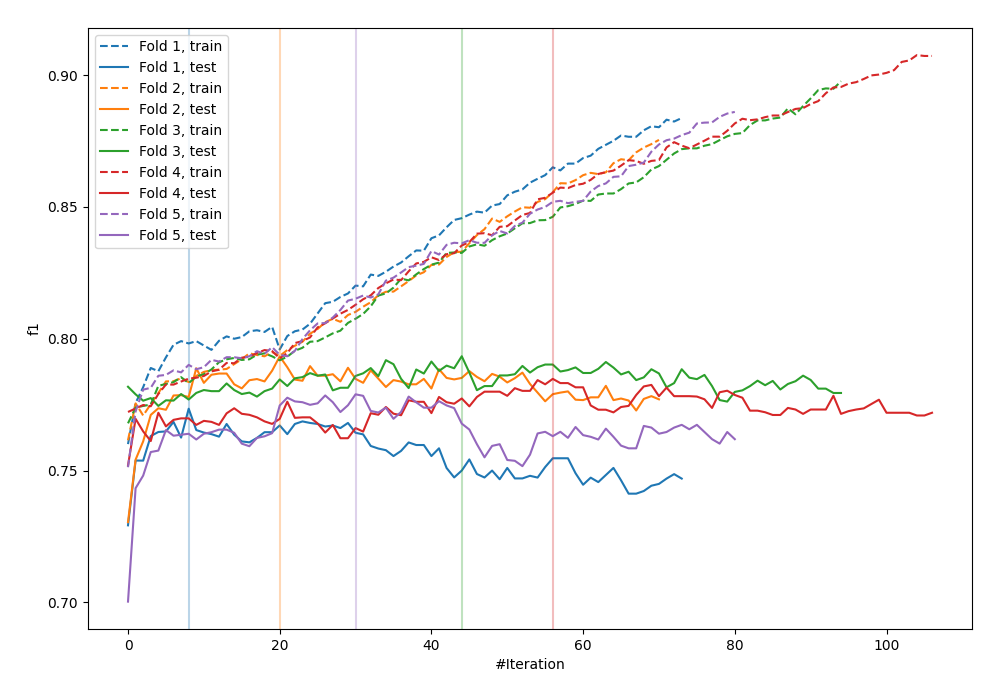 Fold 1, train
Fold 1, test
Fold 2, train
Fold 2, test
Fold 3, train
Fold 3, test
Fold 4, train
Fold 4, test
Fold 5, train
Fold 5, test
0.90
0.85
0.80
0.75
0.70
f1
0 20 40 60 80 100
#Iteration